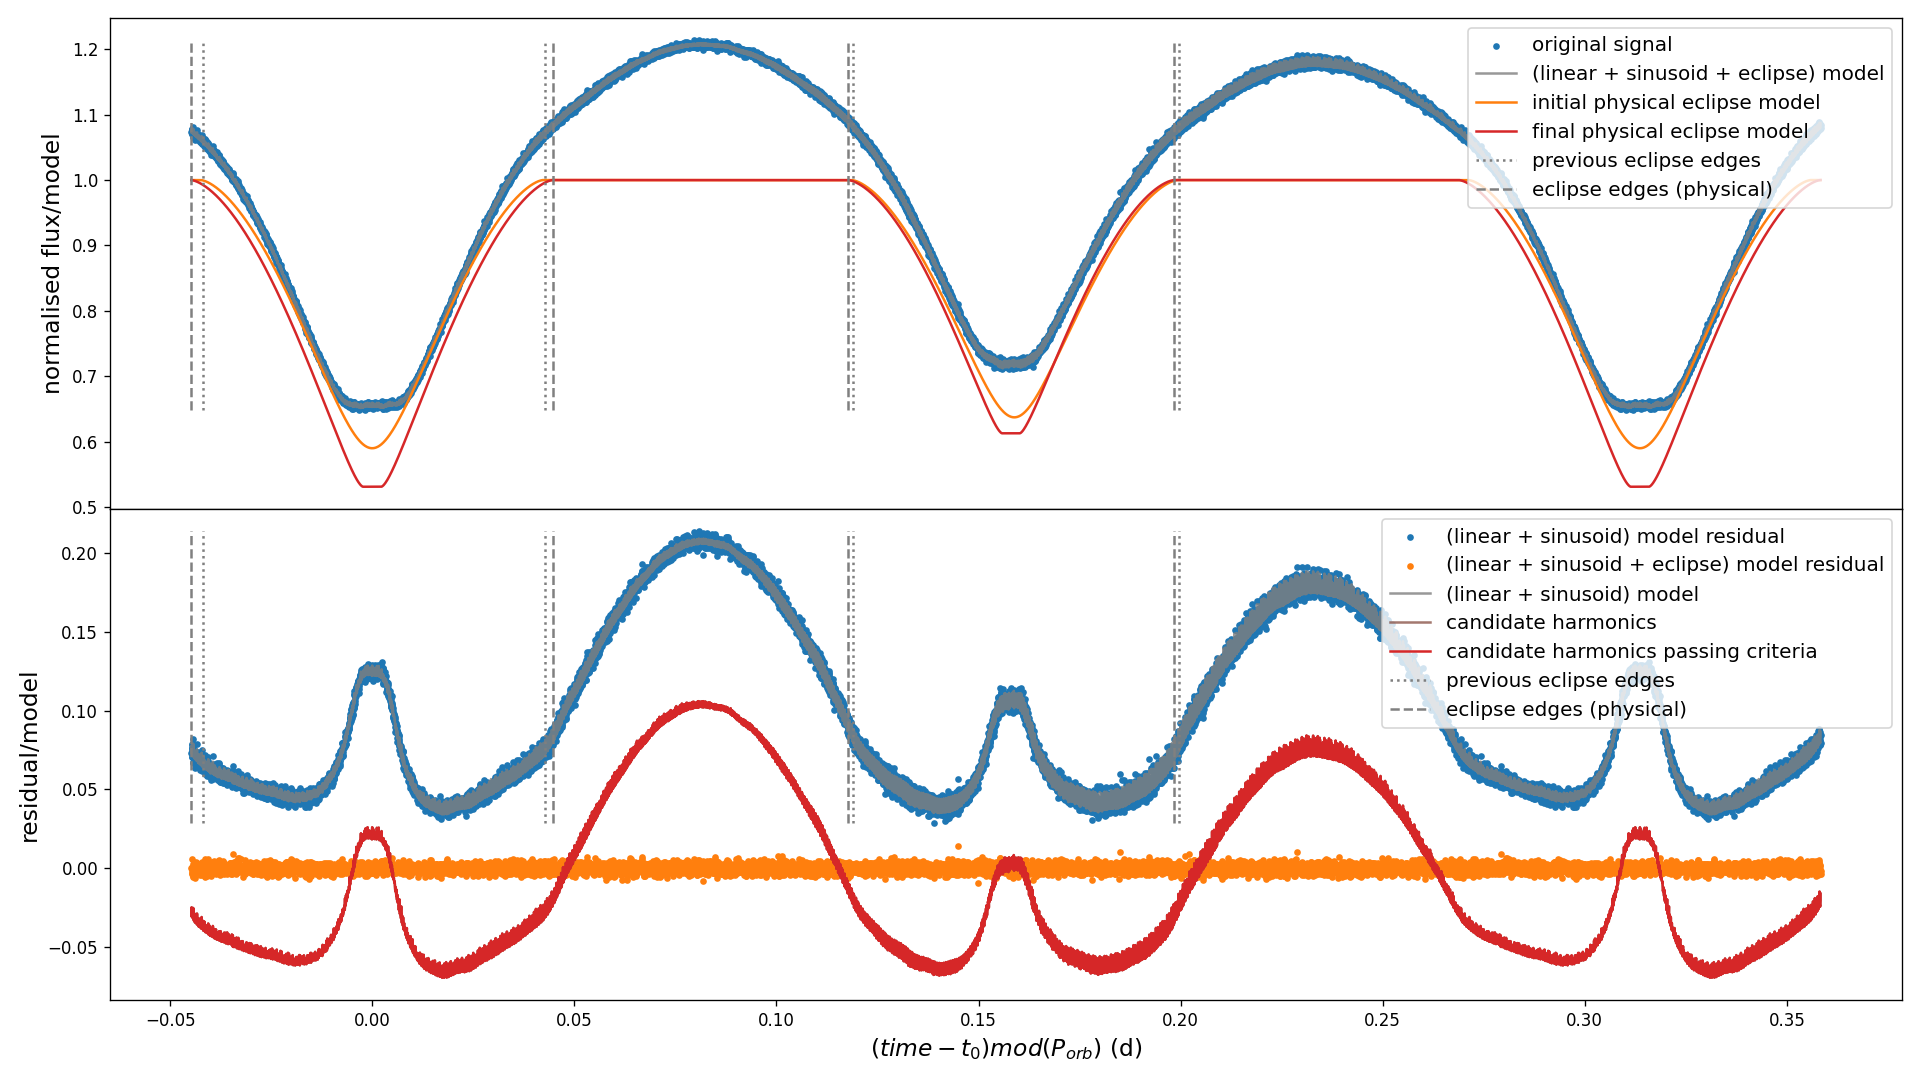 normalised flux/model
1.2
1.1
1.0
0.9
0.8
0.7
0.6
0.5
original signal
(linear + sinusoid + eclipse) model
initial physical eclipse model
final physical eclipse model
previous eclipse edges
eclipse edges (physical)
residual/model
0.20
0.15
0.10
0.05
0.00
−0.05
(linear + sinusoid) model residual
(linear + sinusoid + eclipse) model residual
(linear + sinusoid) model
candidate harmonics
candidate harmonics passing criteria
previous eclipse edges
eclipse edges (physical)
−0.05 0.00 0.05 0.10 0.15 0.20 0.25 0.30 0.35
(time − t₀)mod(P_orb) (d)